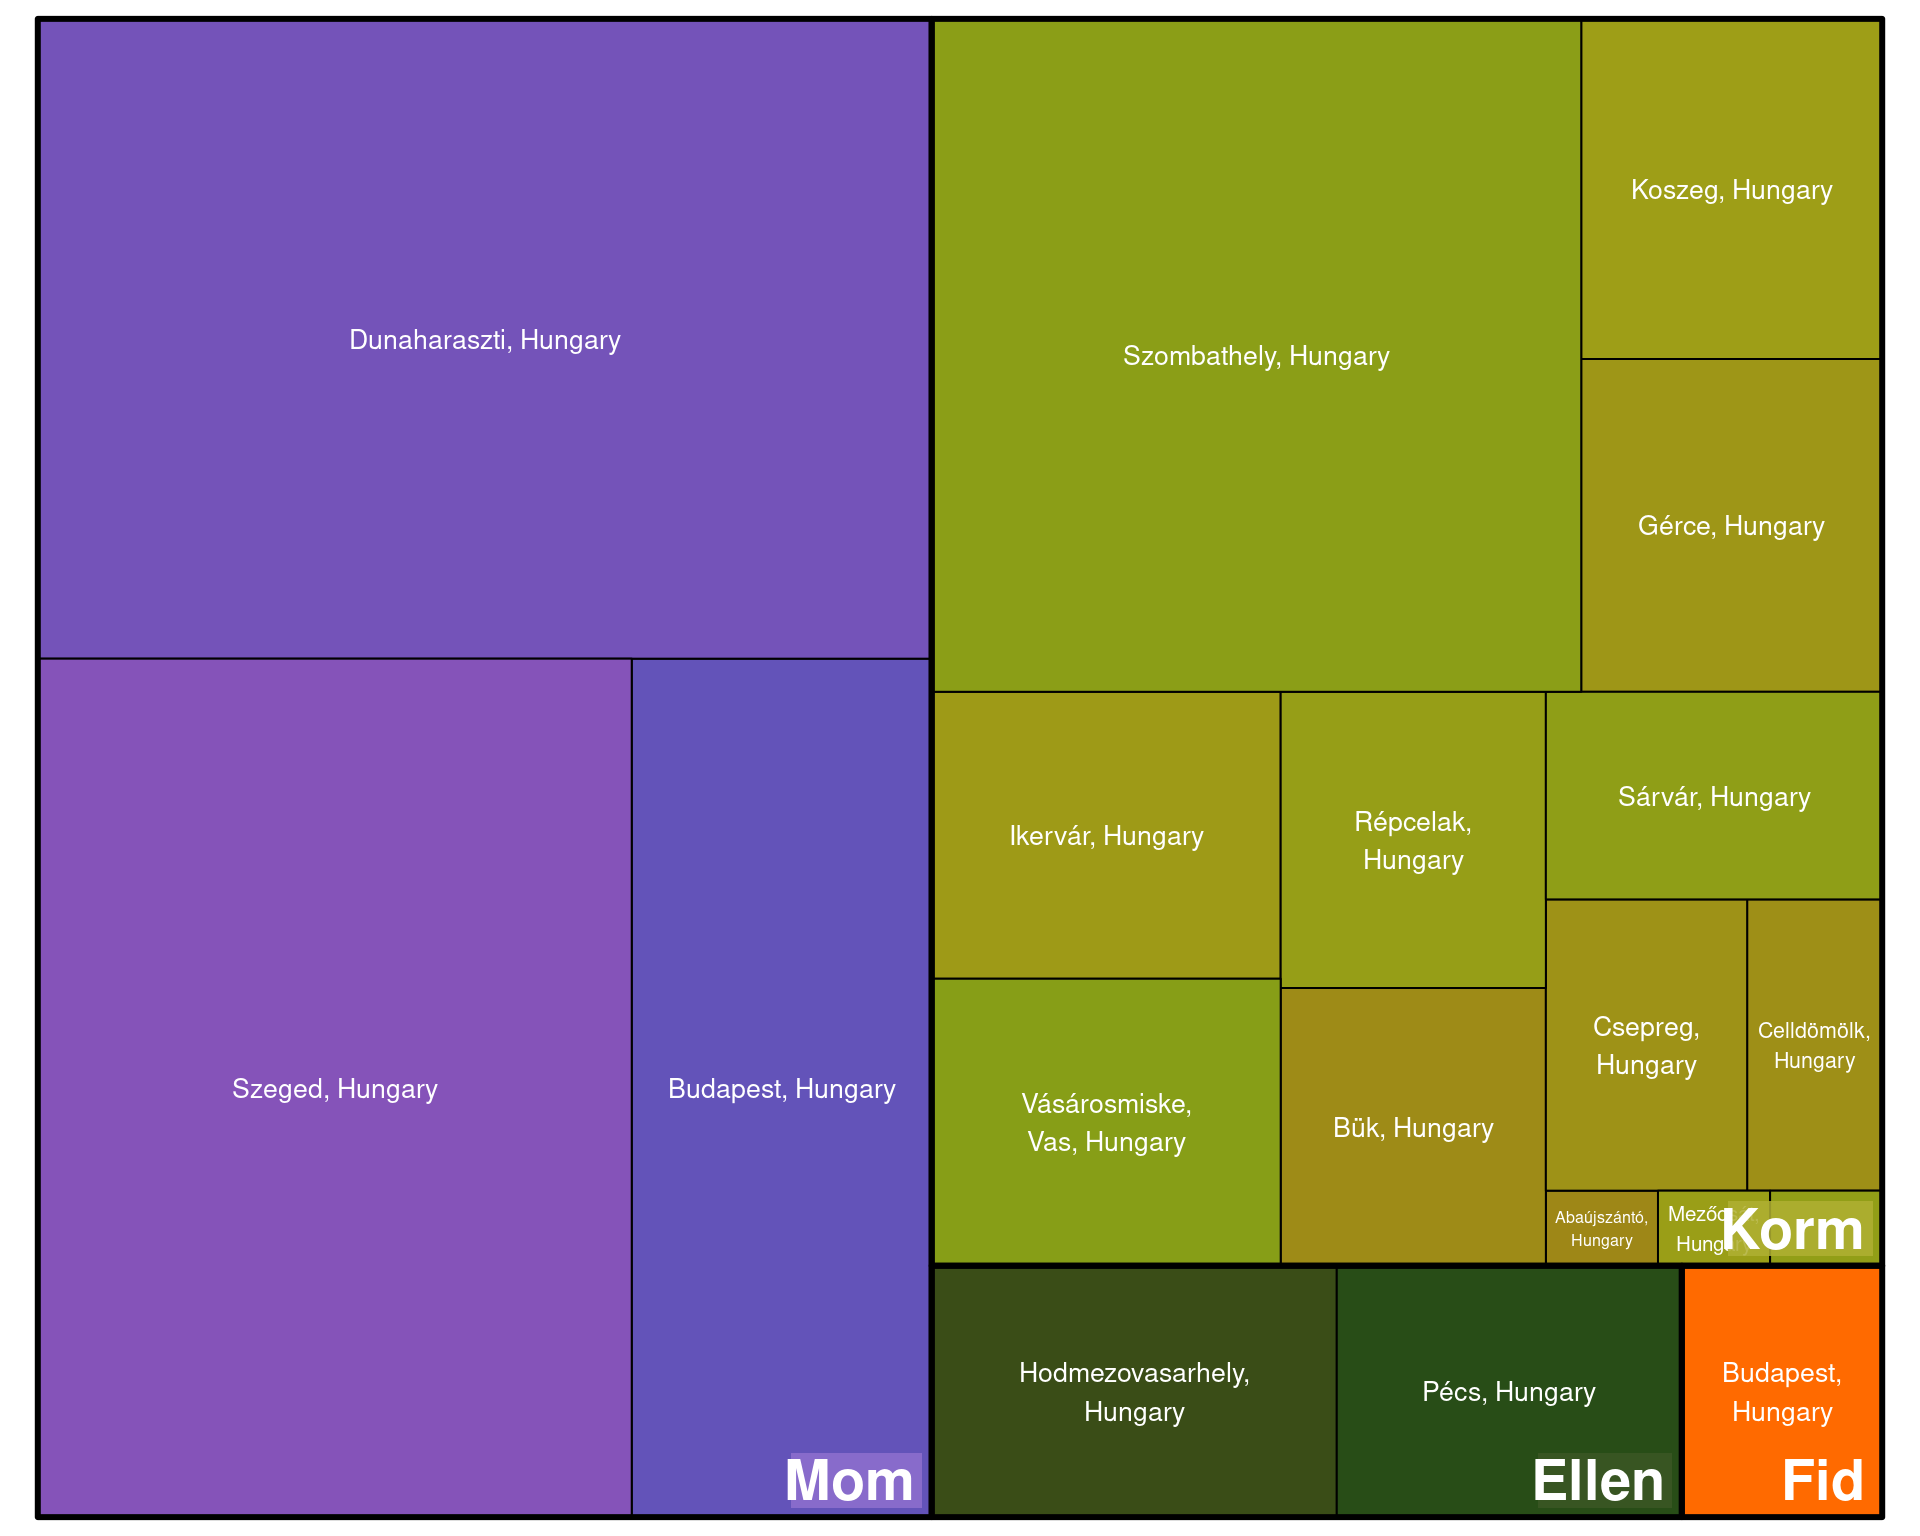 Dunaharaszti, Hungary
Szeged, Hungary
Budapest, Hungary
Mom
Szombathely, Hungary
Koszeg, Hungary
Gérce, Hungary
Ikervár, Hungary
Répcelak,
Hungary
Sárvár, Hungary
Vásárosmiske,
Vas, Hungary
Bük, Hungary
Csepreg,
Hungary
Celldömölk,
Hungary
Abaújszántó,
Hungary
Hungary
Korm
Hodmezovasarhely,
Hungary
Pécs, Hungary
Ellen
Budapest,
Hungary
Fid